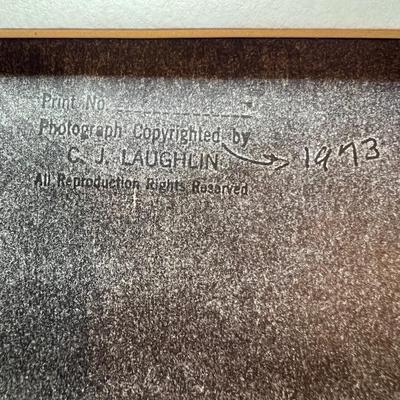 Print No.
Photograph Copyrighted by → 1973
C. J. LAUGHLIN
All Reproduction Rights Reserved